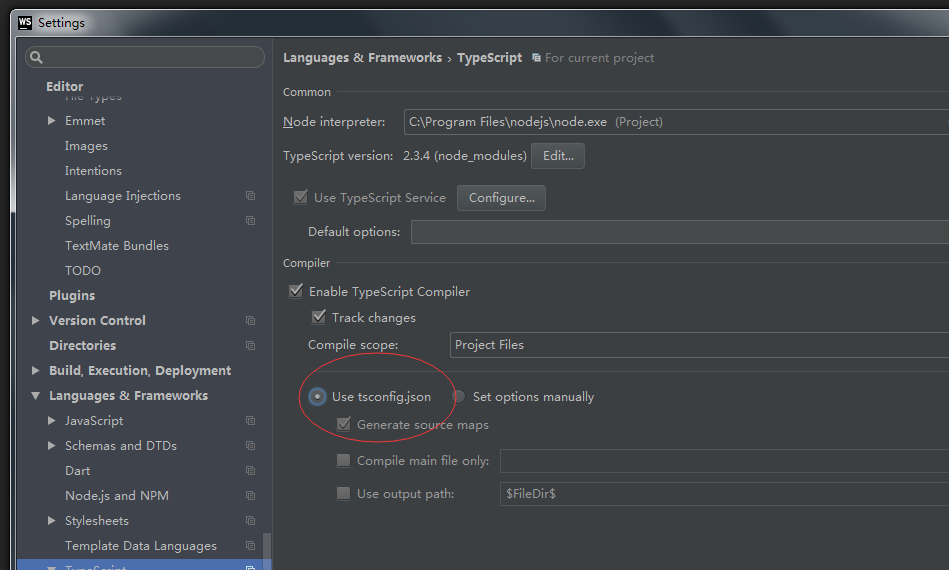 WS Settings
Editor
File Types
Emmet
Images
Intentions
Language Injections
Spelling
TextMate Bundles
TODO
Plugins
Version Control
Directories
Build, Execution, Deployment
Languages & Frameworks
JavaScript
Schemas and DTDs
Dart
Node.js and NPM
Stylesheets
Template Data Languages
TypeScript
Languages & Frameworks › TypeScript For current project
Common
Node interpreter: C:\Program Files\nodejs\node.exe (Project)
TypeScript version: 2.3.4 (node_modules) Edit...
Use TypeScript Service Configure...
Default options:
Compiler
Enable TypeScript Compiler
Track changes
Compile scope: Project Files
Use tsconfig.json Set options manually
Generate source maps
Compile main file only:
Use output path: $FileDir$